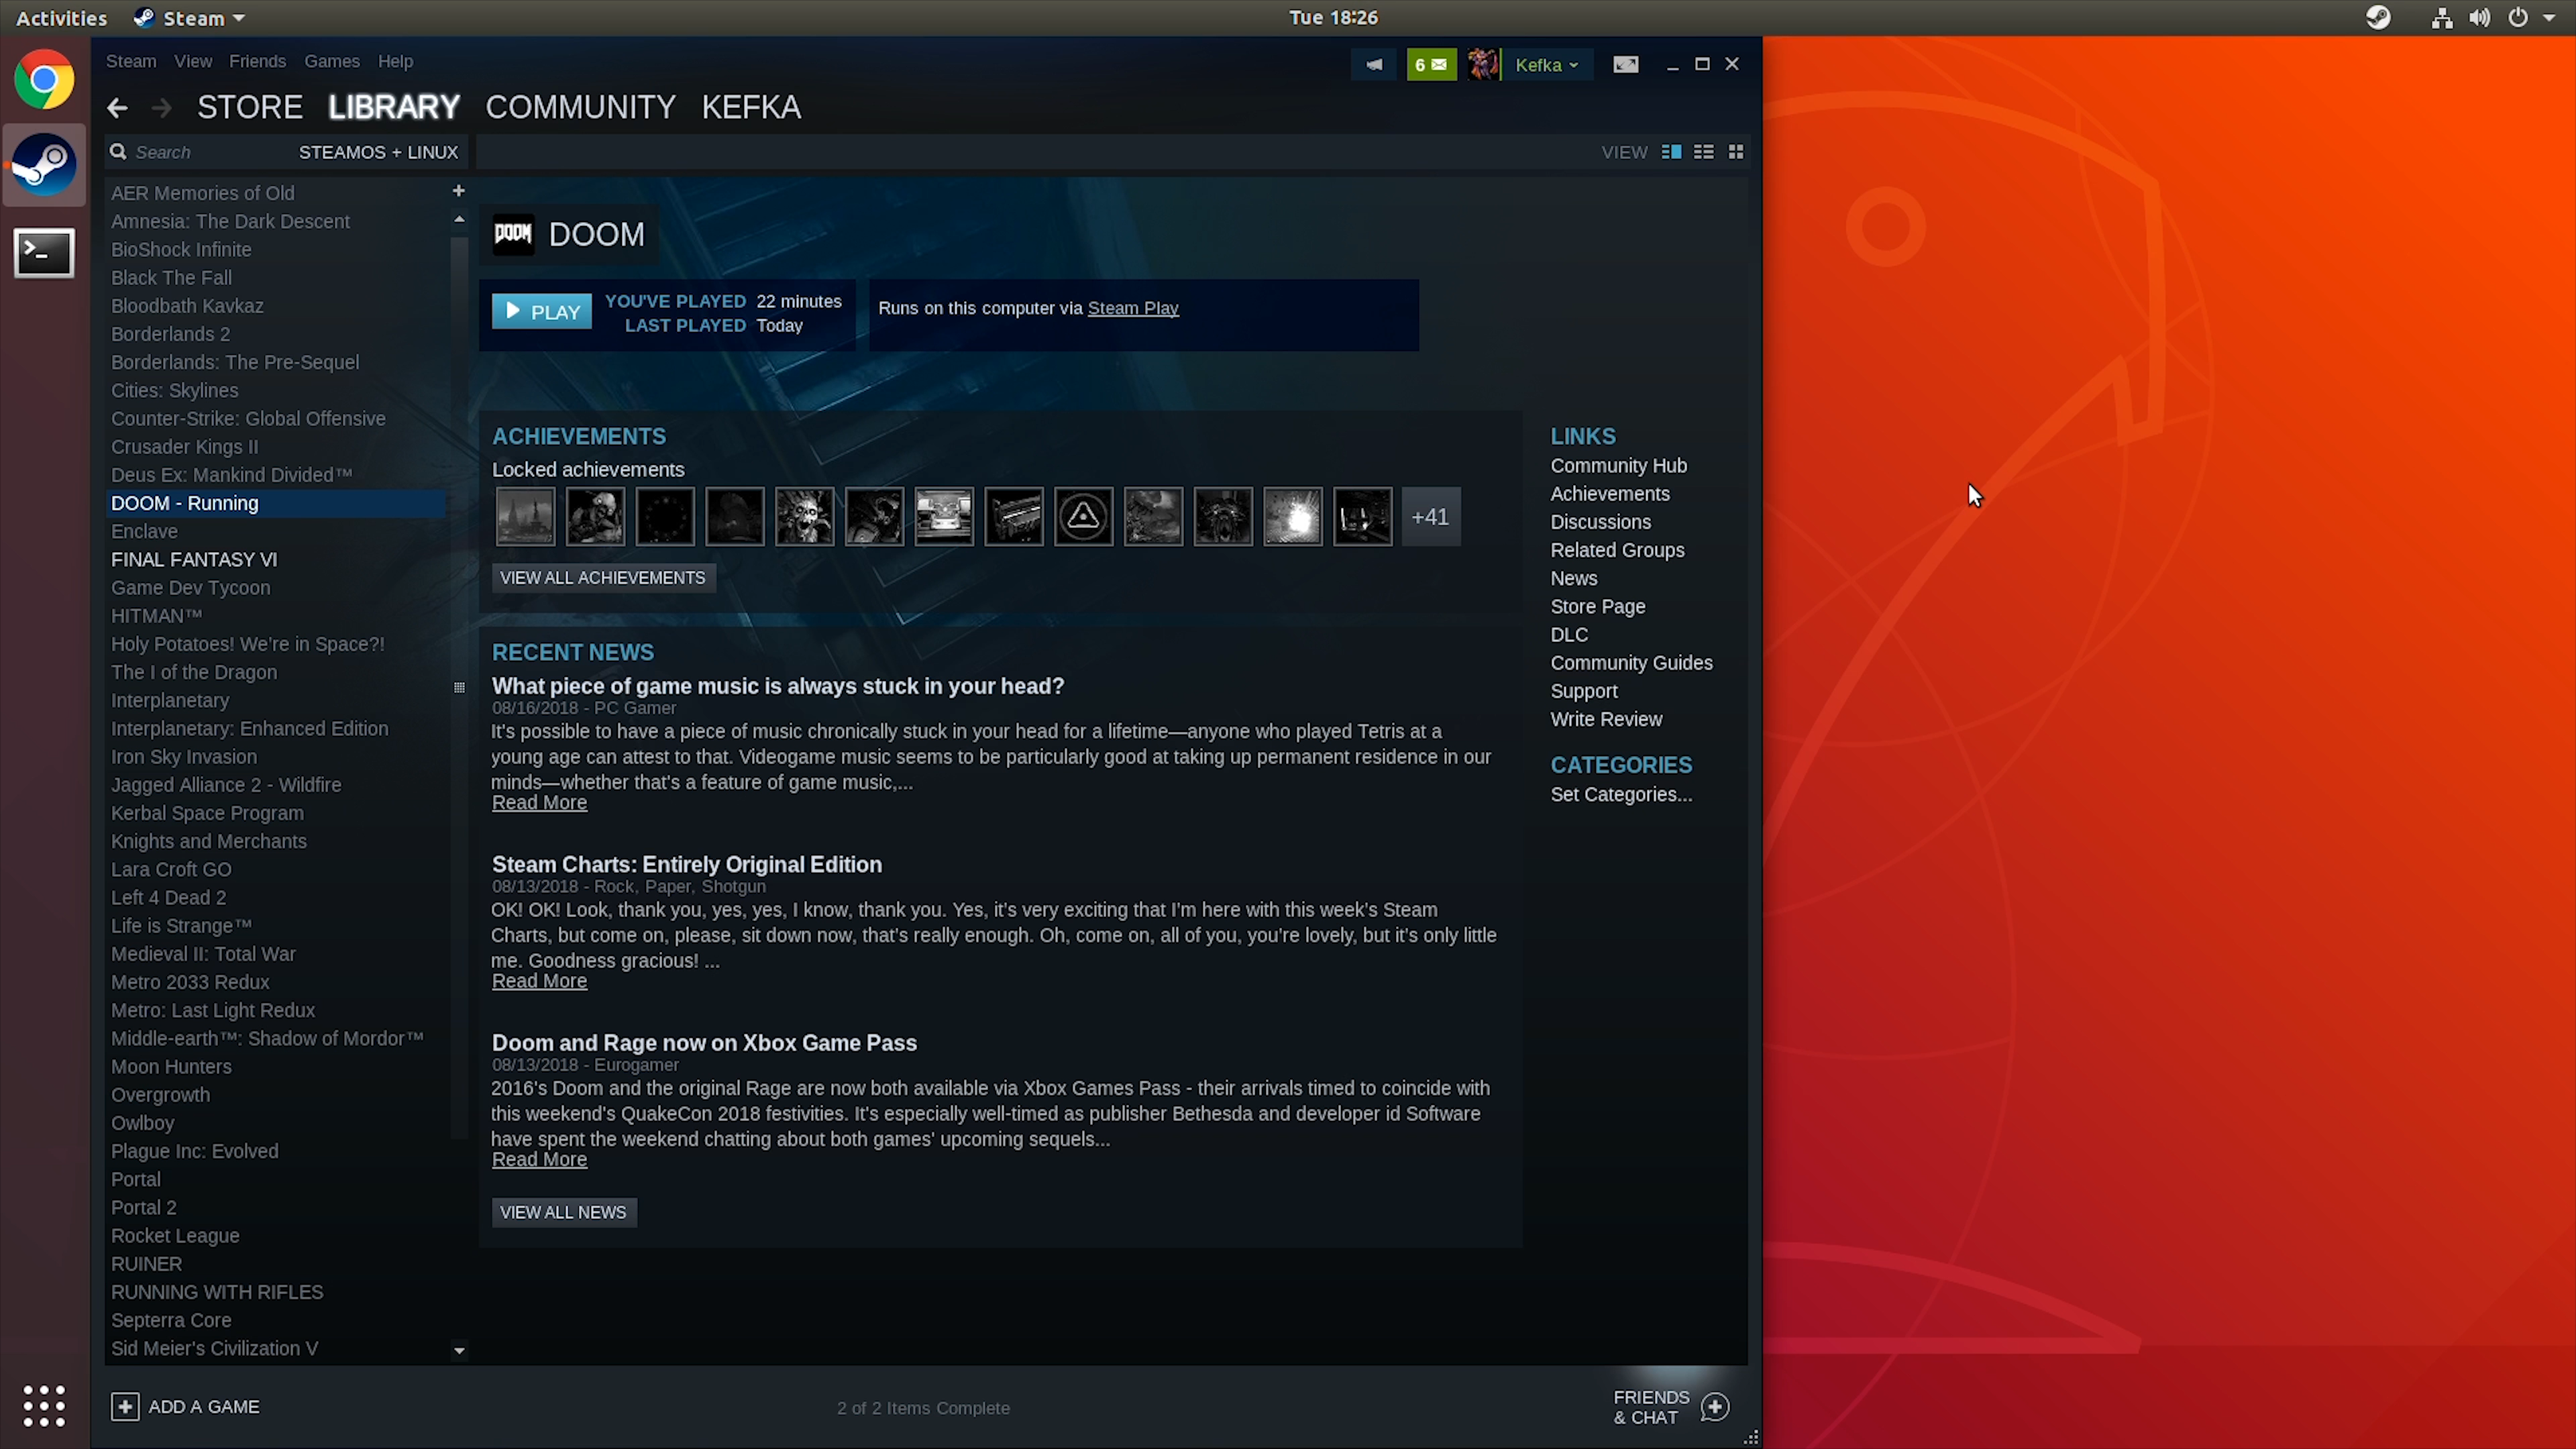 Activities
Steam
Tue 18:26
Steam View Friends Games Help
6
Kefka
STORE LIBRARY COMMUNITY KEFKA
Search
STEAMOS + LINUX
VIEW
AER Memories of Old
Amnesia: The Dark Descent
BioShock Infinite
Black The Fall
Bloodbath Kavkaz
Borderlands 2
Borderlands: The Pre-Sequel
Cities: Skylines
Counter-Strike: Global Offensive
Crusader Kings II
Deus Ex: Mankind Divided™
DOOM - Running
Enclave
FINAL FANTASY VI
Game Dev Tycoon
HITMAN™
Holy Potatoes! We're in Space?!
The I of the Dragon
Interplanetary
Interplanetary: Enhanced Edition
Iron Sky Invasion
Jagged Alliance 2 - Wildfire
Kerbal Space Program
Knights and Merchants
Lara Croft GO
Left 4 Dead 2
Life is Strange™
Medieval II: Total War
Metro 2033 Redux
Metro: Last Light Redux
Middle-earth™: Shadow of Mordor™
Moon Hunters
Overgrowth
Owlboy
Plague Inc: Evolved
Portal
Portal 2
Rocket League
RUINER
RUNNING WITH RIFLES
Septerra Core
Sid Meier's Civilization V
DOOM
DOOM
PLAY
YOU'VE PLAYED 22 minutes
LAST PLAYED Today
Runs on this computer via Steam Play
ACHIEVEMENTS
Locked achievements
+41
VIEW ALL ACHIEVEMENTS
RECENT NEWS
What piece of game music is always stuck in your head?
08/16/2018 - PC Gamer
It's possible to have a piece of music chronically stuck in your head for a lifetime—anyone who played Tetris at a
young age can attest to that. Videogame music seems to be particularly good at taking up permanent residence in our
minds—whether that's a feature of game music,...
Read More
Steam Charts: Entirely Original Edition
08/13/2018 - Rock, Paper, Shotgun
OK! OK! Look, thank you, yes, yes, I know, thank you. Yes, it's very exciting that I'm here with this week's Steam
Charts, but come on, please, sit down now, that's really enough. Oh, come on, all of you, you're lovely, but it's only little
me. Goodness gracious! ...
Read More
Doom and Rage now on Xbox Game Pass
08/13/2018 - Eurogamer
2016's Doom and the original Rage are now both available via Xbox Games Pass - their arrivals timed to coincide with
this weekend's QuakeCon 2018 festivities. It's especially well-timed as publisher Bethesda and developer id Software
have spent the weekend chatting about both games' upcoming sequels...
Read More
VIEW ALL NEWS
LINKS
Community Hub
Achievements
Discussions
Related Groups
News
Store Page
DLC
Community Guides
Support
Write Review
CATEGORIES
Set Categories...
ADD A GAME
2 of 2 Items Complete
FRIENDS
& CHAT